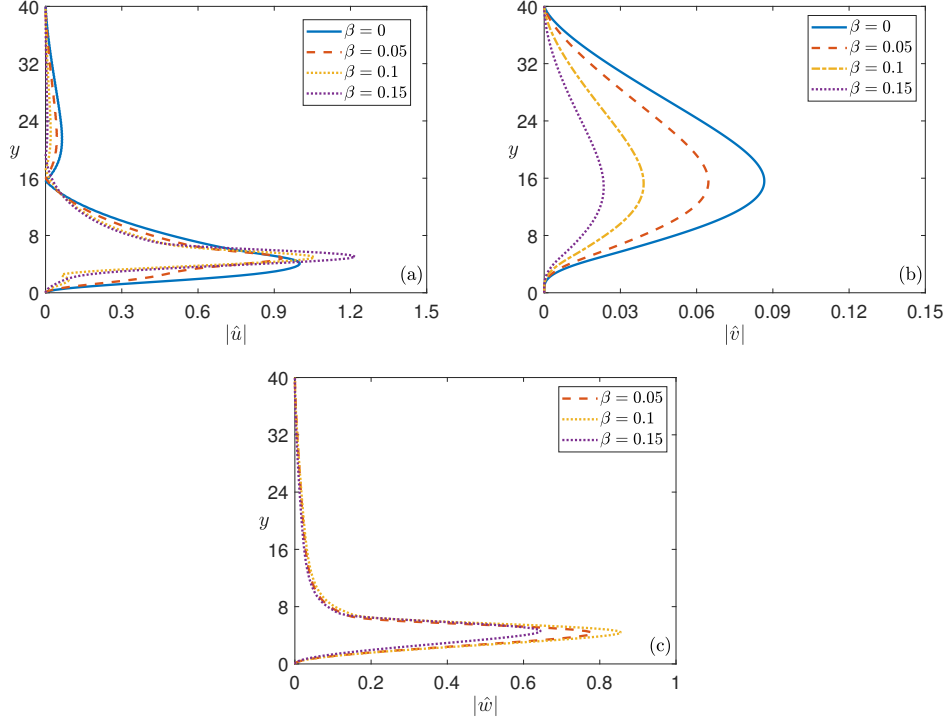 40
32
24
16
8
0
y
0
0.3
0.6
0.9
1.2
1.5
|û|
β = 0
β = 0.05
β = 0.1
β = 0.15
(a)
40
32
24
16
8
0
y
0
0.03
0.06
0.09
0.12
0.15
|v̂|
β = 0
β = 0.05
β = 0.1
β = 0.15
(b)
40
32
24
16
8
0
y
0
0.2
0.4
0.6
0.8
1
|ŵ|
β = 0.05
β = 0.1
β = 0.15
(c)